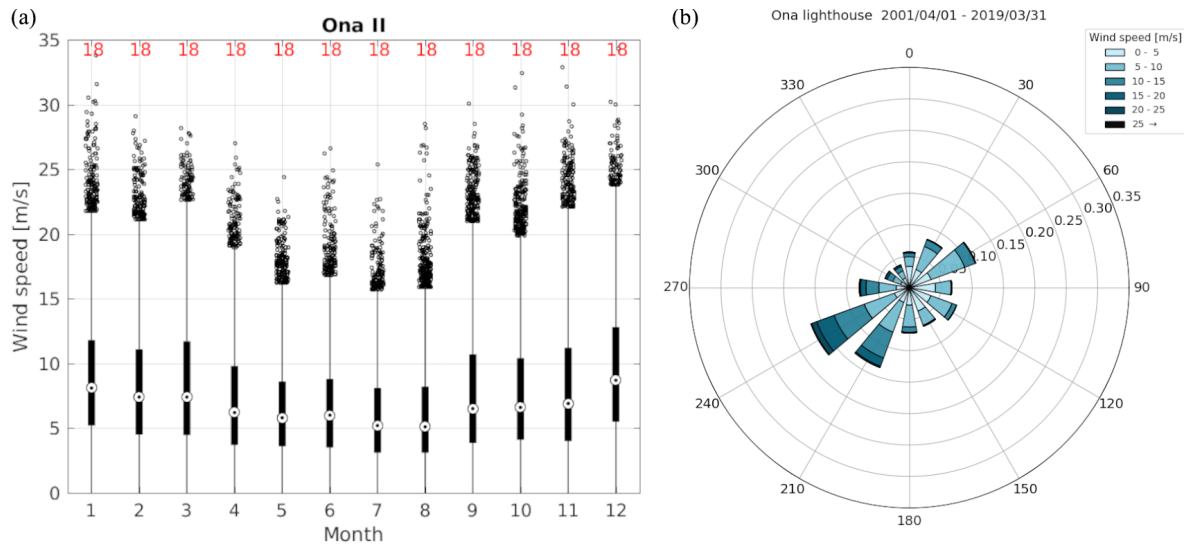 (a)
Ona II
35
30
25
20
15
10
5
0
Wind speed [m/s]
18 18 18 18 18 18 18 18 18 18 18 18
1 2 3 4 5 6 7 8 9 10 11 12
Month
(b)
Ona lighthouse 2001/04/01 - 2019/03/31
Wind speed [m/s]
0 - 5
5 - 10
10 - 15
15 - 20
20 - 25
25 →
0
30
60
90
120
150
180
210
240
270
300
330
0.10
0.15
0.20
0.25
0.30
0.35